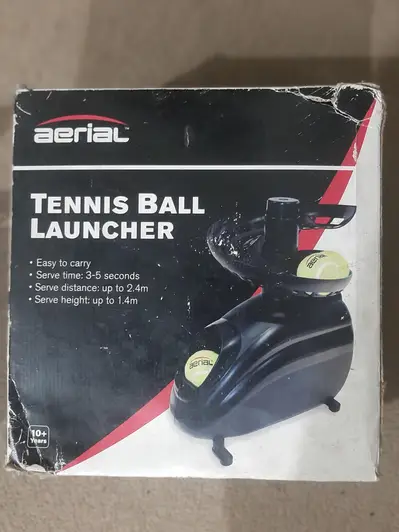 aerial™
TENNIS BALL
LAUNCHER
• Easy to carry
• Serve time: 3-5 seconds
• Serve distance: up to 2.4m
• Serve height: up to 1.4m
aerial
aerial
10+
Years